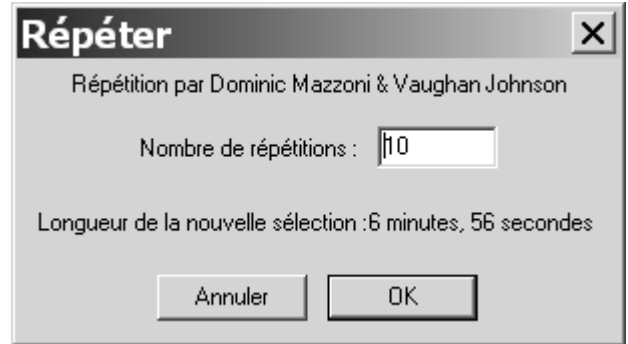 Répéter
Répétition par Dominic Mazzoni & Vaughan Johnson
Nombre de répétitions : 10
Longueur de la nouvelle sélection :6 minutes, 56 secondes
Annuler OK